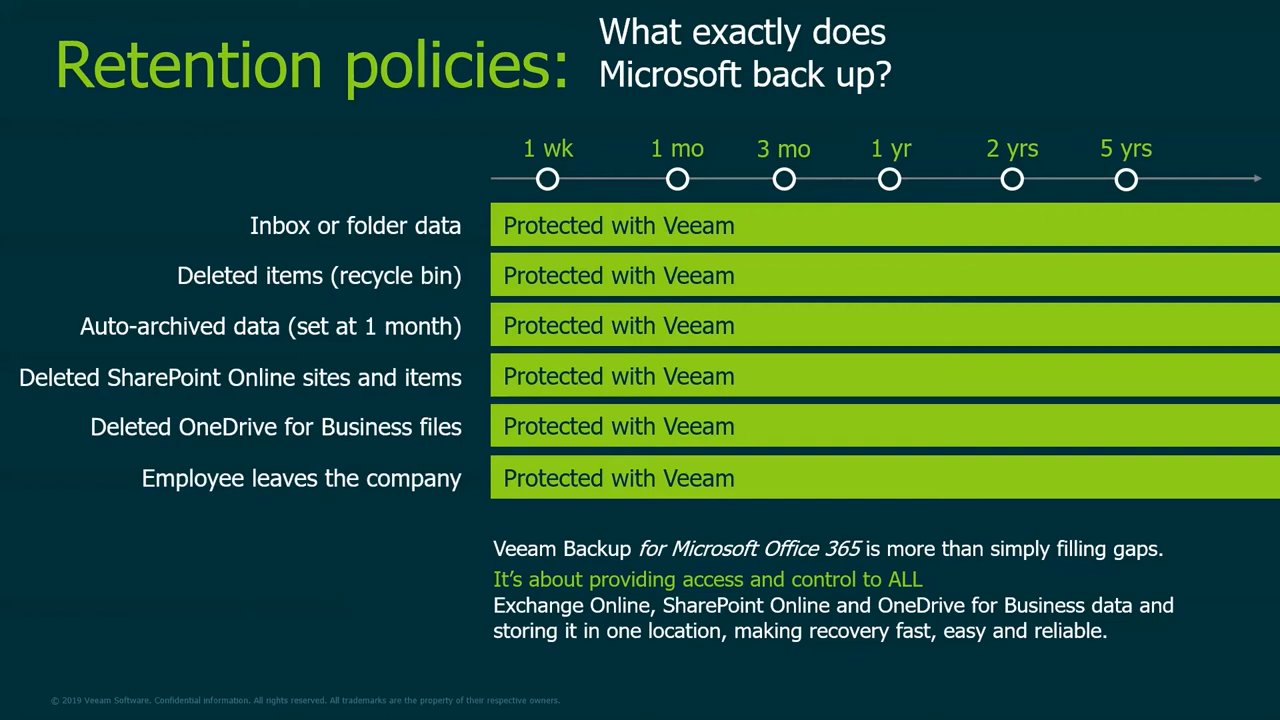 Retention policies:
What exactly does
Microsoft back up?
1 wk 1 mo 3 mo 1 yr 2 yrs 5 yrs
Inbox or folder data Protected with Veeam
Deleted items (recycle bin) Protected with Veeam
Auto-archived data (set at 1 month) Protected with Veeam
Deleted SharePoint Online sites and items Protected with Veeam
Deleted OneDrive for Business files Protected with Veeam
Employee leaves the company Protected with Veeam
Veeam Backup for Microsoft Office 365 is more than simply filling gaps.
It's about providing access and control to ALL
Exchange Online, SharePoint Online and OneDrive for Business data and
storing it in one location, making recovery fast, easy and reliable.
© 2019 Veeam Software. Confidential information. All rights reserved. All trademarks are the property of their respective owners.